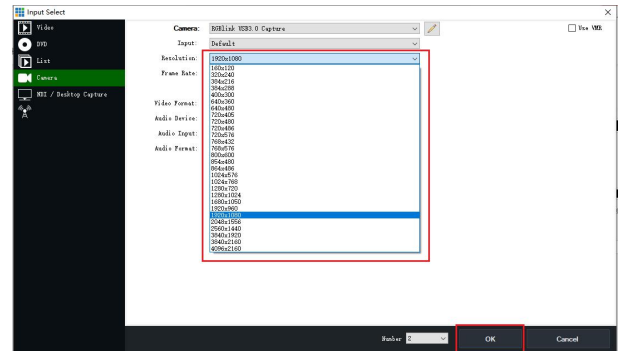 Input Select
Video
DVD
List
Camera
NDI / Desktop Capture
Camera: RGBlink USB3.0 Capture
Use VMR
Input: Default
Resolution: 1920x1080
160x120
320x240
384x216
384x288
400x300
640x360
640x480
720x405
720x480
720x486
720x576
768x432
768x576
800x600
854x480
864x486
1024x576
1024x768
1280x720
1280x1024
1680x1050
1920x960
1920x1080
2048x1556
2560x1440
3840x1920
3840x2160
4096x2160
Frame Rate:
Video Format:
Audio Device:
Audio Input:
Audio Format:
Number 2
OK
Cancel